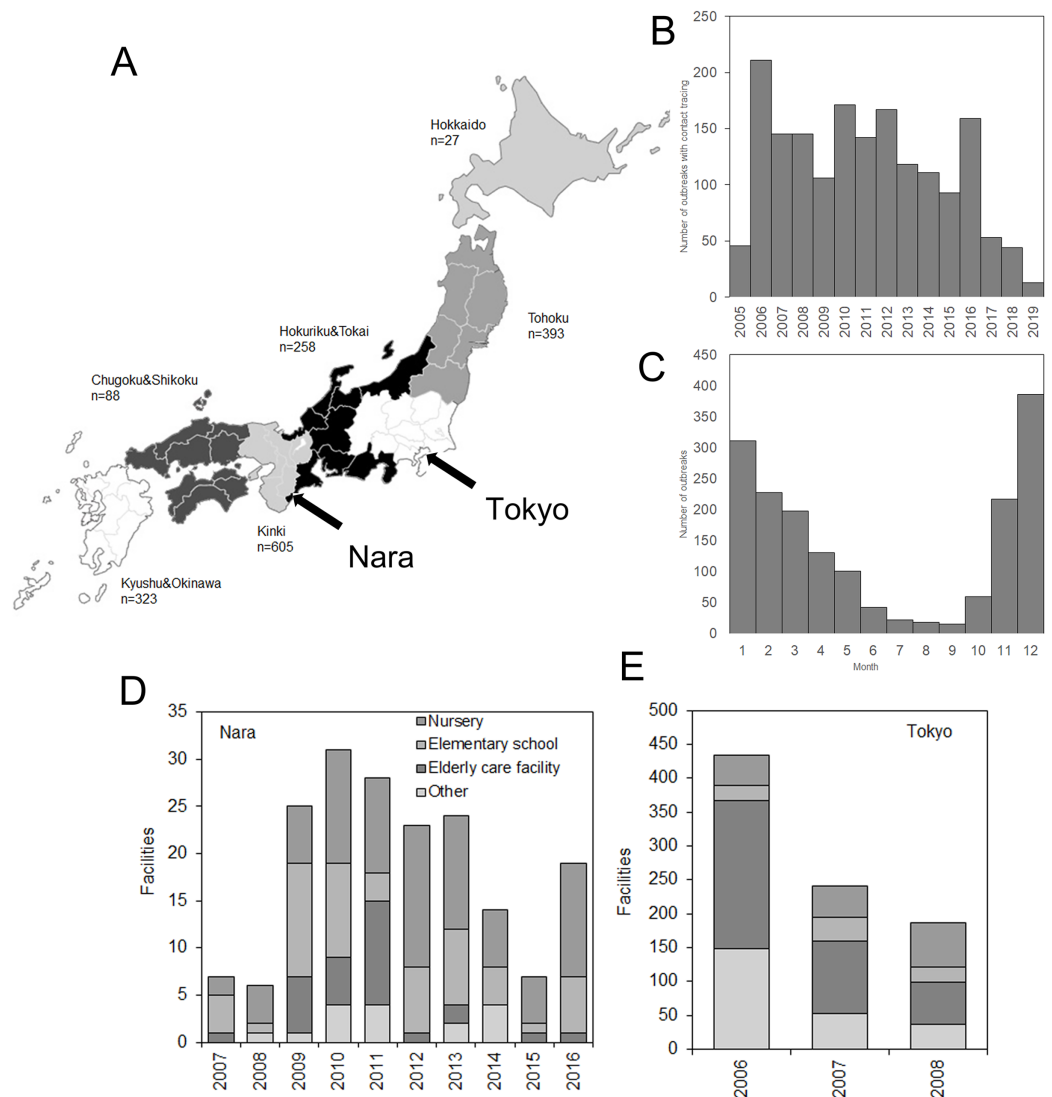 A
Hokkaido
n=27
Tohoku
n=393
Hokuriku&Tokai
n=258
Chugoku&Shikoku
n=88
Tokyo
Kinki
n=605
Nara
Kyushu&Okinawa
n=323
B
Number of outbreaks with contact tracing
250
200
150
100
50
0
2005 2006 2007 2008 2009 2010 2011 2012 2013 2014 2015 2016 2017 2018 2019
C
Number of outbreaks
450
400
350
300
250
200
150
100
50
0
1 2 3 4 5 6 7 8 9 10 11 12
Month
D
Nara
Nursery
Elementary school
Elderly care facility
Other
Facilities
35
30
25
20
15
10
5
0
2007 2008 2009 2010 2011 2012 2013 2014 2015 2016
E
Tokyo
Facilities
500
450
400
350
300
250
200
150
100
50
0
2006 2007 2008